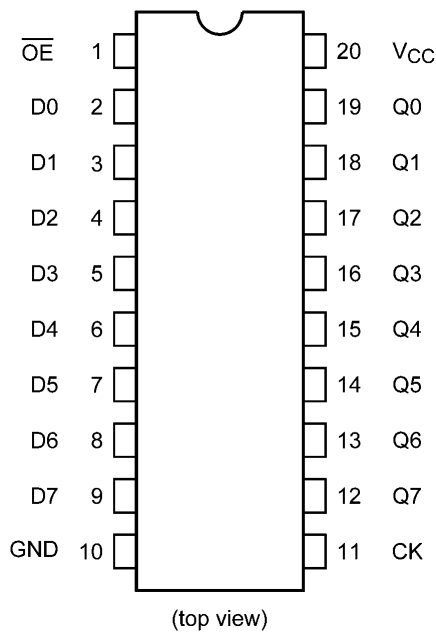 O̅E̅ 1 20 VCC
D0 2 19 Q0
D1 3 18 Q1
D2 4 17 Q2
D3 5 16 Q3
D4 6 15 Q4
D5 7 14 Q5
D6 8 13 Q6
D7 9 12 Q7
GND 10 11 CK
(top view)